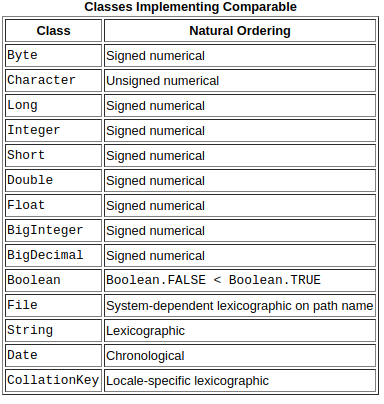 Classes Implementing Comparable
Class Natural Ordering
Byte Signed numerical
Character Unsigned numerical
Long Signed numerical
Integer Signed numerical
Short Signed numerical
Double Signed numerical
Float Signed numerical
BigInteger Signed numerical
BigDecimal Signed numerical
Boolean Boolean.FALSE < Boolean.TRUE
File System-dependent lexicographic on path name
String Lexicographic
Date Chronological
CollationKey Locale-specific lexicographic